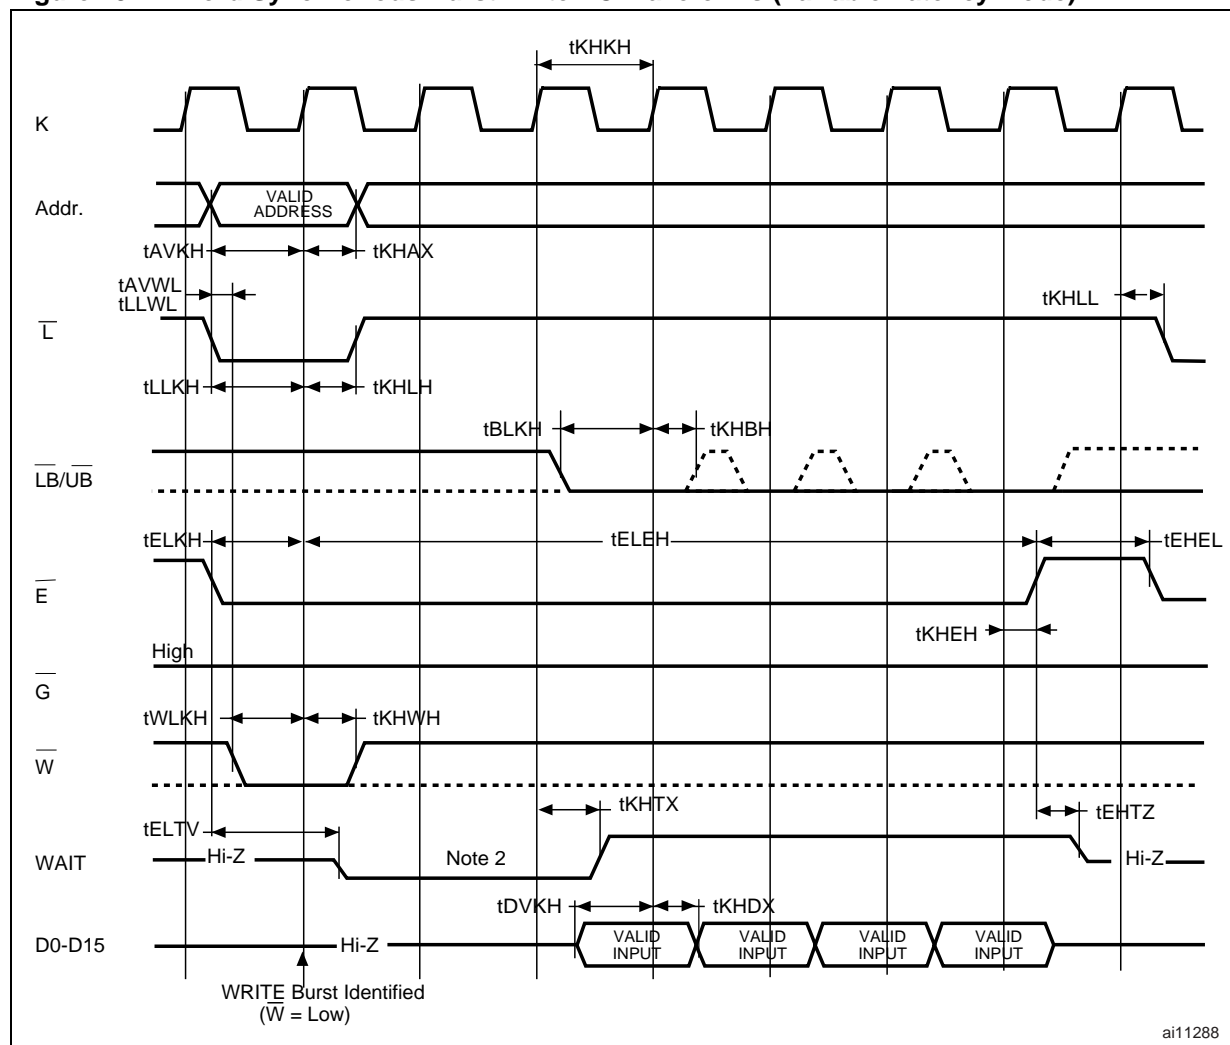 tKHKH
K
Addr.
VALID
ADDRESS
tAVKH
tKHAX
tAVWL
tLLWL
tKHLL
L
tLLKH
tKHLH
tBLKH
tKHBH
LB/UB
tELKH
tELEH
tEHEL
E
tKHEH
High
G
tWLKH
tKHWH
W
tKHTX
tELTV
tEHTZ
WAIT
Hi-Z
Note 2
Hi-Z
tDVKH
tKHDX
D0-D15
Hi-Z
VALID
INPUT
VALID
INPUT
VALID
INPUT
VALID
INPUT
WRITE Burst Identified
(W = Low)
ai11288